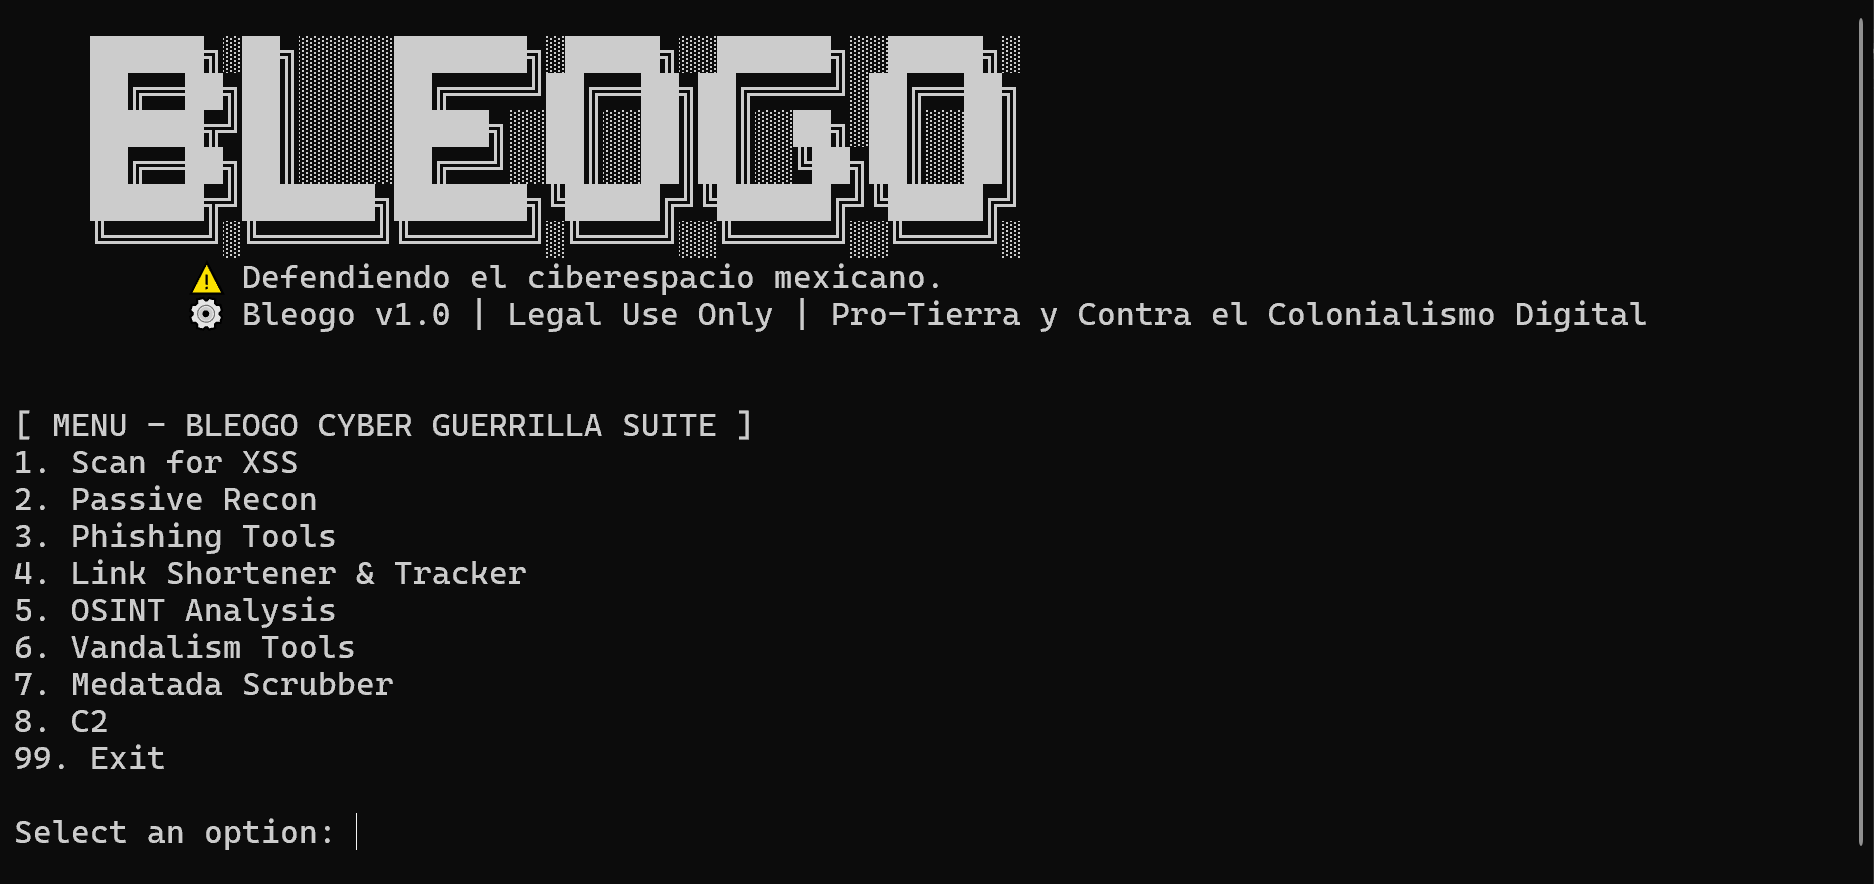 BLEOGO
⚠ Defendiendo el ciberespacio mexicano.
⚙ Bleogo v1.0 | Legal Use Only | Pro-Tierra y Contra el Colonialismo Digital
[ MENU - BLEOGO CYBER GUERRILLA SUITE ]
1. Scan for XSS
2. Passive Recon
3. Phishing Tools
4. Link Shortener & Tracker
5. OSINT Analysis
6. Vandalism Tools
7. Medatada Scrubber
8. C2
99. Exit
Select an option: